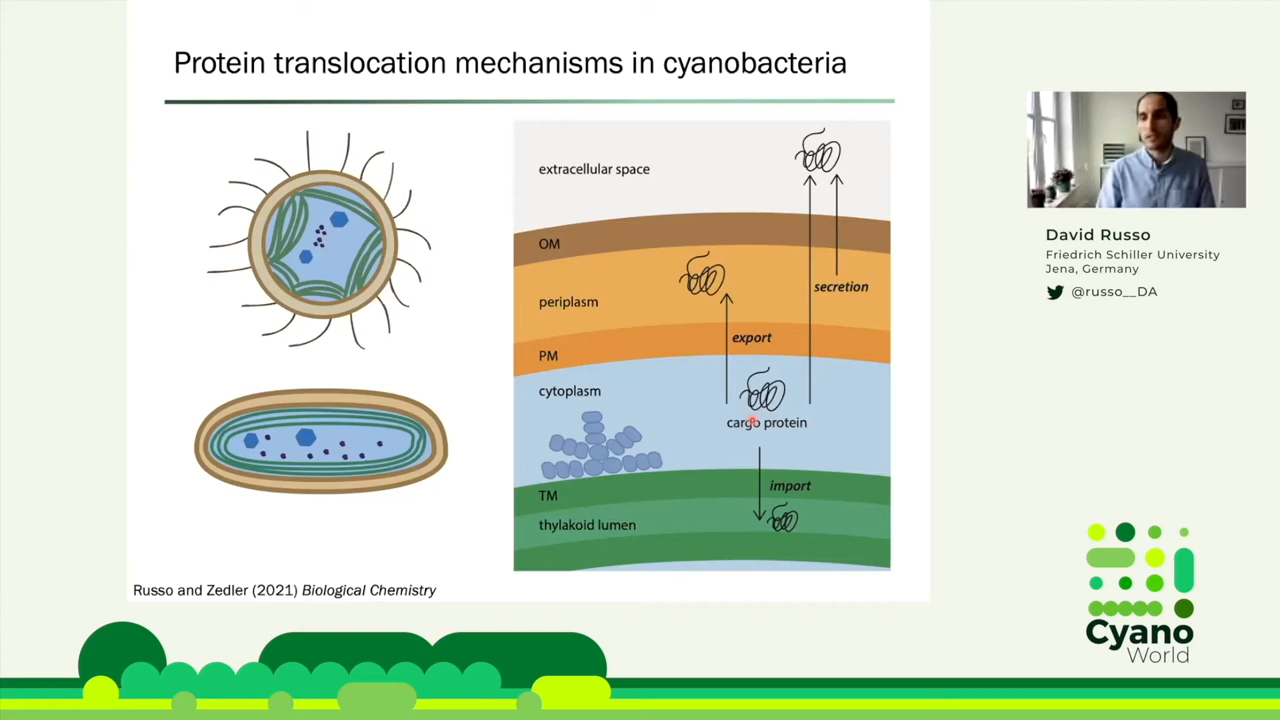 Protein translocation mechanisms in cyanobacteria
extracellular space
OM
periplasm
secretion
export
PM
cytoplasm
cargo protein
import
TM
thylakoid lumen
Russo and Zedler (2021) Biological Chemistry
David Russo
Friedrich Schiller University
Jena, Germany
@russo__DA
Cyano
World